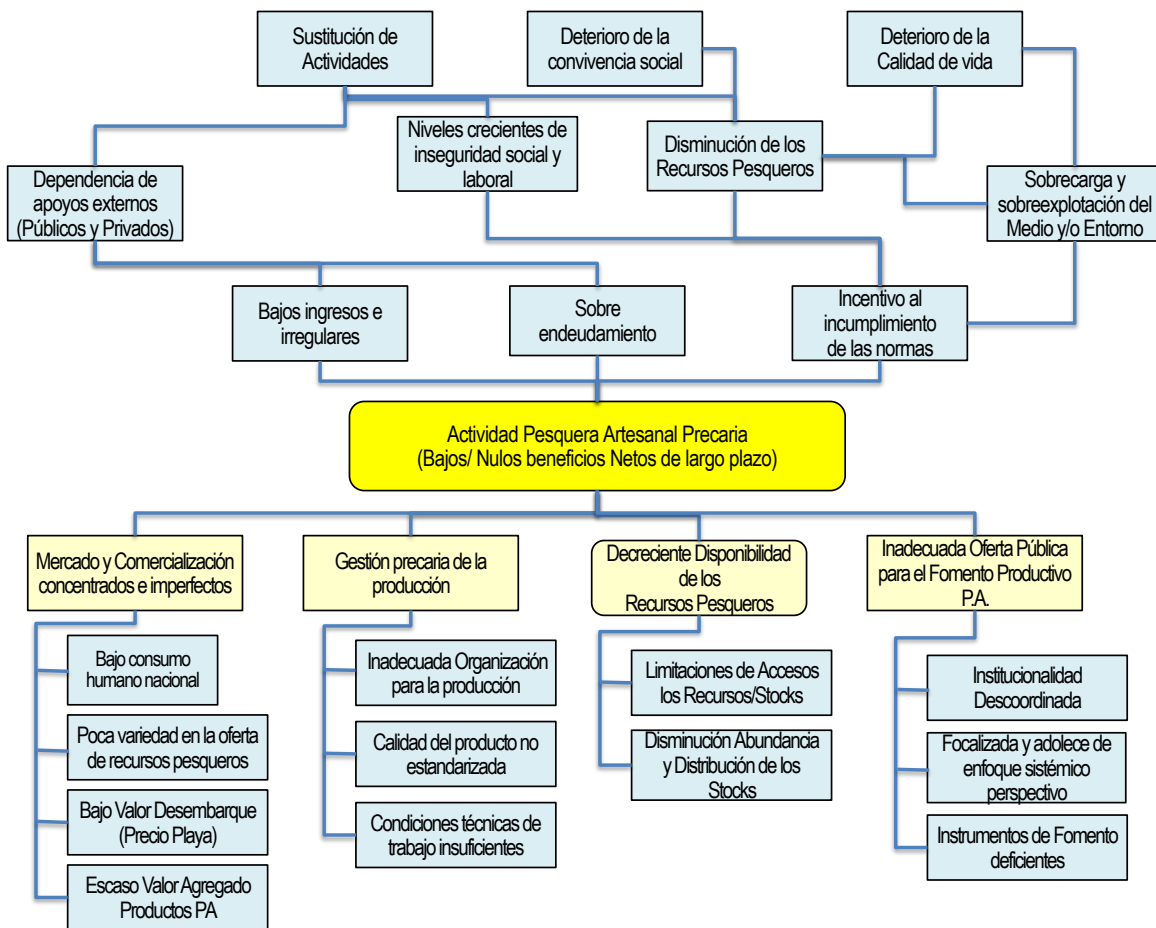 Sustitución de
Actividades
Deterioro de la
convivencia social
Deterioro de la
Calidad de vida
Niveles crecientes de
inseguridad social y
laboral
Disminución de los
Recursos Pesqueros
Dependencia de
apoyos externos
(Públicos y Privados)
Sobrecarga y
sobreexplotación del
Medio y/o Entorno
Bajos ingresos e
irregulares
Sobre
endeudamiento
Incentivo al
incumplimiento
de las normas
Actividad Pesquera Artesanal Precaria
(Bajos/ Nulos beneficios Netos de largo plazo)
Mercado y Comercialización
concentrados e imperfectos
Bajo consumo
humano nacional
Poca variedad en la oferta
de recursos pesqueros
Bajo Valor Desembarque
(Precio Playa)
Escaso Valor Agregado
Productos PA
Gestión precaria de la
producción
Inadecuada Organización
para la producción
Calidad del producto no
estandarizada
Condiciones técnicas de
trabajo insuficientes
Decreciente Disponibilidad
de los
Recursos Pesqueros
Limitaciones de Accesos
los Recursos/Stocks
Disminución Abundancia
y Distribución de los
Stocks
Inadecuada Oferta Pública
para el Fomento Productivo
P.A.
Institucionalidad
Descoordinada
Focalizada y adolece de
enfoque sistémico
perspectivo
Instrumentos de Fomento
deficientes